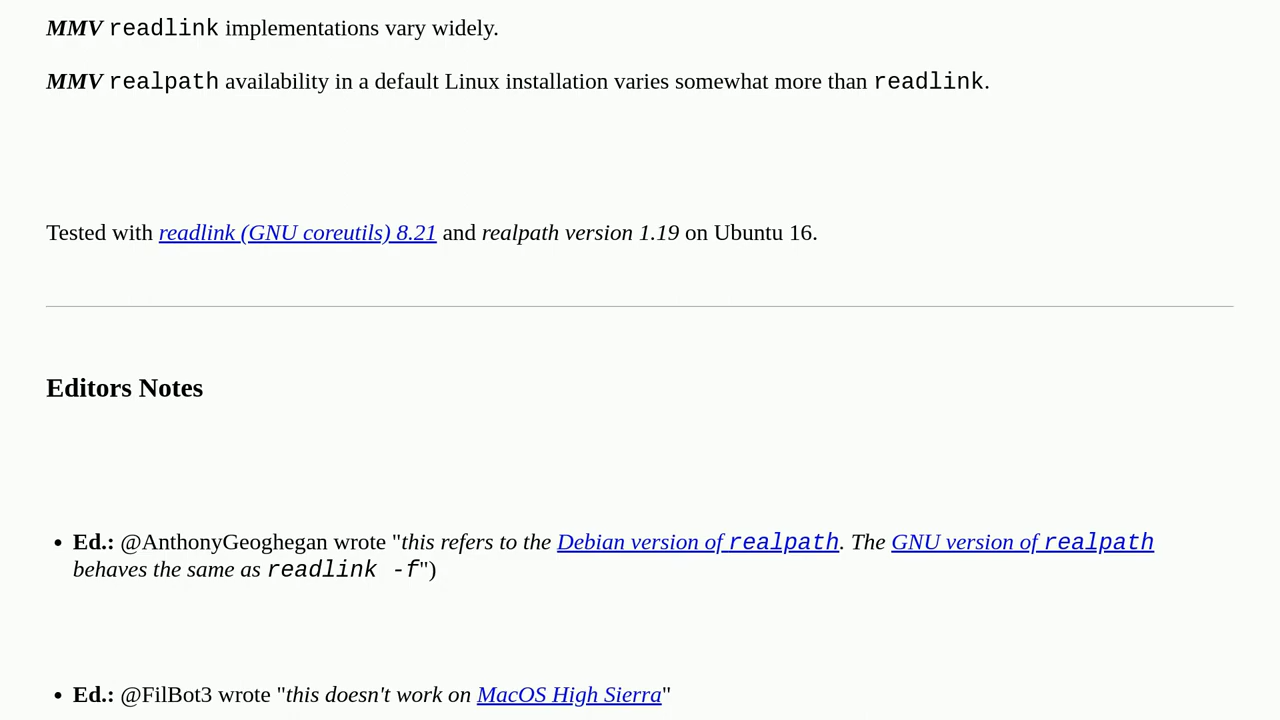 MMV readlink implementations vary widely.
MMV realpath availability in a default Linux installation varies somewhat more than readlink.
Tested with readlink (GNU coreutils) 8.21 and realpath version 1.19 on Ubuntu 16.
Editors Notes
• Ed.: @AnthonyGeoghegan wrote "this refers to the Debian version of realpath. The GNU version of realpath
behaves the same as readlink -f")
• Ed.: @FilBot3 wrote "this doesn't work on MacOS High Sierra"